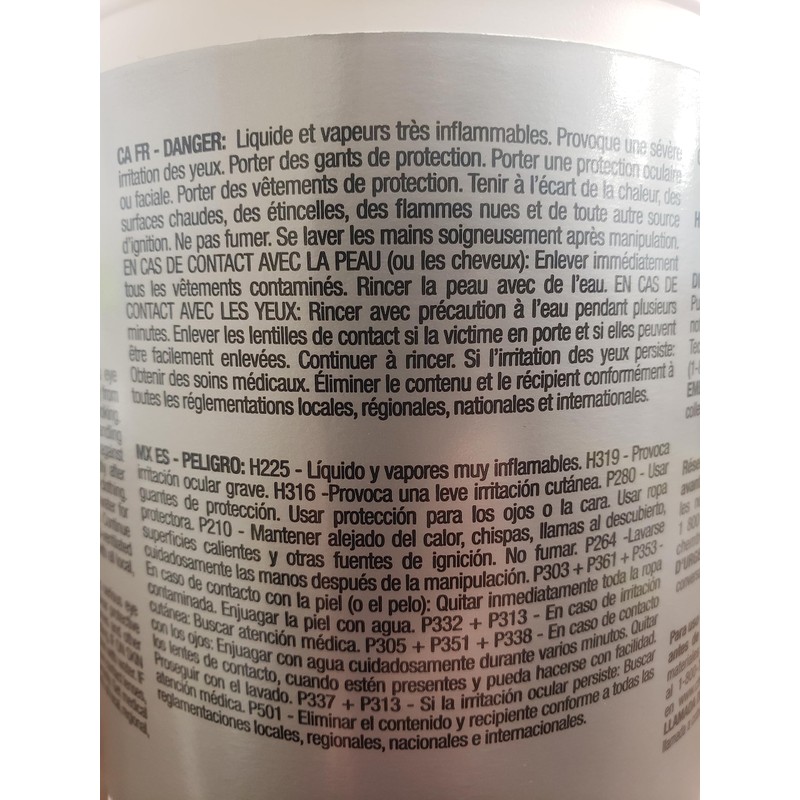 CA FR - DANGER: Liquide et vapeurs très inflammables. Provoque une sévère
irritation des yeux. Porter des gants de protection. Porter une protection oculaire
ou faciale. Porter des vêtements de protection. Tenir à l'écart de la chaleur, des
surfaces chaudes, des étincelles, des flammes nues et de toute autre source
d'ignition. Ne pas fumer. Se laver les mains soigneusement après manipulation.
EN CAS DE CONTACT AVEC LA PEAU (ou les cheveux): Enlever immédiatement
tous les vêtements contaminés. Rincer la peau avec de l'eau. EN CAS DE
CONTACT AVEC LES YEUX: Rincer avec précaution à l'eau pendant plusieurs
minutes. Enlever les lentilles de contact si la victime en porte et si elles peuvent
être facilement enlevées. Continuer à rincer. Si l'irritation des yeux persiste:
Obtenir des soins médicaux. Éliminer le contenu et le récipient conformément à
toutes les réglementations locales, régionales, nationales et internationales.
MX ES - PELIGRO: H225 - Líquido y vapores muy inflamables. H319 - Provoca
irritación ocular grave. H316 -Provoca una leve irritación cutánea. P280 - Usar
guantes de protección. Usar protección para los ojos o la cara. Usar ropa
protectora. P210 - Mantener alejado del calor, chispas, llamas al descubierto,
superficies calientes y otras fuentes de ignición. No fumar. P264 -Lavarse
cuidadosamente las manos después de la manipulación. P303 + P361 + P353 -
En caso de contacto con la piel (o el pelo): Quitar inmediatamente toda la ropa
contaminada. Enjuagar la piel con agua. P332 + P313 - En caso de irritación
cutánea: Buscar atención médica. P305 + P351 + P338 - En caso de contacto
con los ojos: Enjuagar con agua cuidadosamente durante varios minutos. Quitar
los lentes de contacto, cuando estén presentes y pueda hacerse con facilidad.
Proseguir con el lavado. P337 + P313 - Si la irritación ocular persiste: Buscar
atención médica. P501 - Eliminar el contenido y recipiente conforme a todas las
reglamentaciones locales, regionales, nacionales e internacionales.